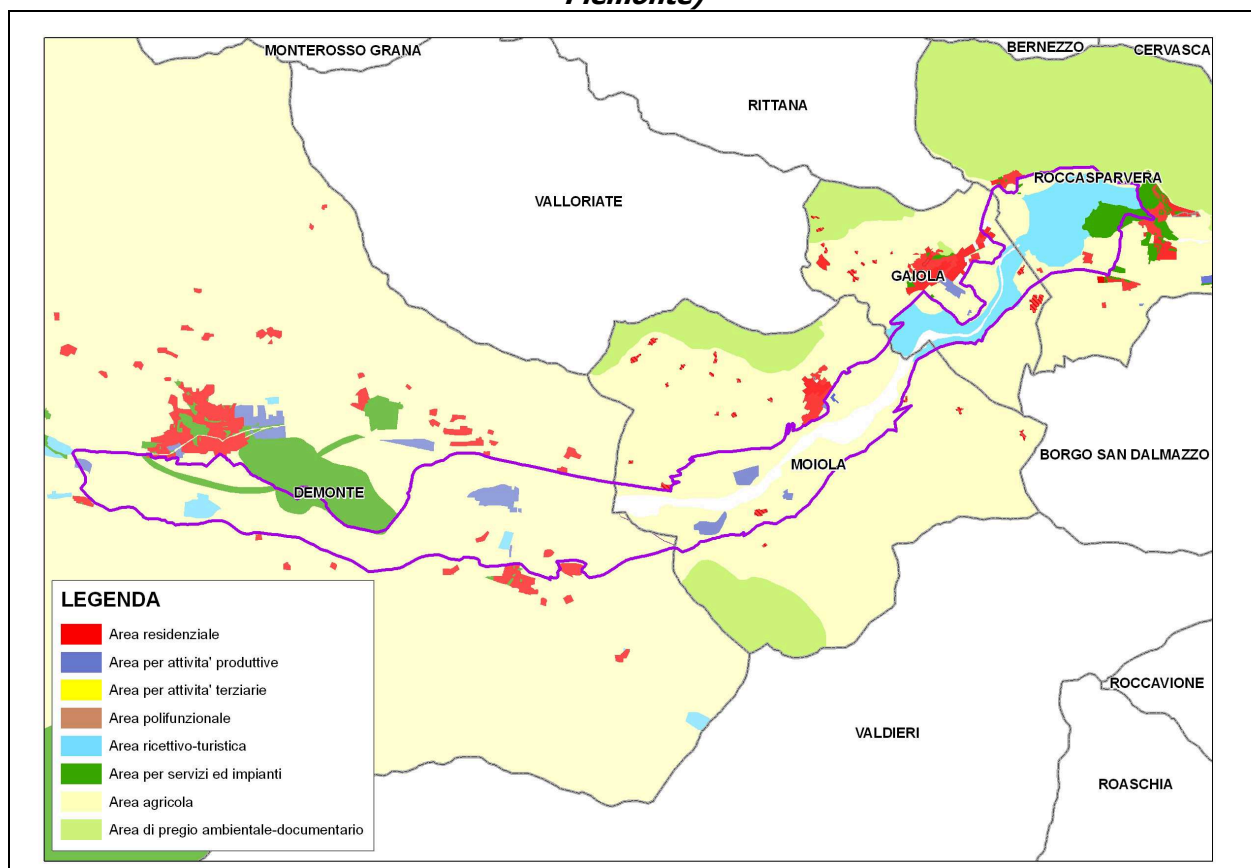 Piemonte)
MONTEROSSO GRANA
BERNEZZO
CERVASCA
RITTANA
ROCCASPARVERA
VALLORIATE
GAIOLA
BORGO SAN DALMAZZO
MOIOLA
DEMONTE
LEGENDA
Area residenziale
Area per attivita' produttive
Area per attivita' terziarie
Area polifunzionale
Area ricettivo-turistica
Area per servizi ed impianti
Area agricola
Area di pregio ambientale-documentario
ROCCAVIONE
VALDIERI
ROASCHIA